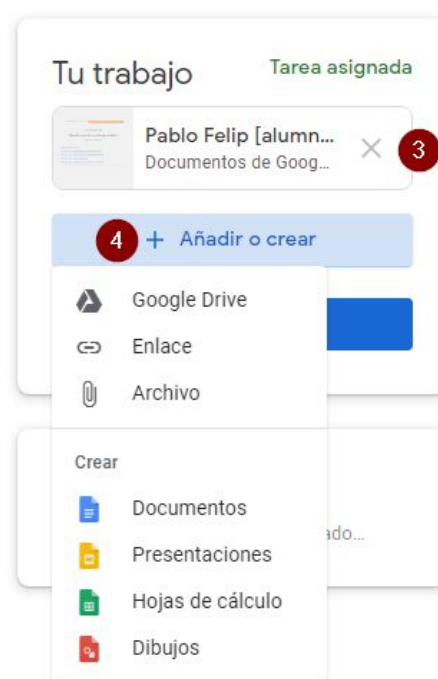 Tu trabajo
Tarea asignada
Pablo Felip [alumn...
Documentos de Goog...
3
4
+ Añadir o crear
Google Drive
Enlace
Archivo
Crear
ado...
Documentos
Presentaciones
Hojas de cálculo
Dibujos